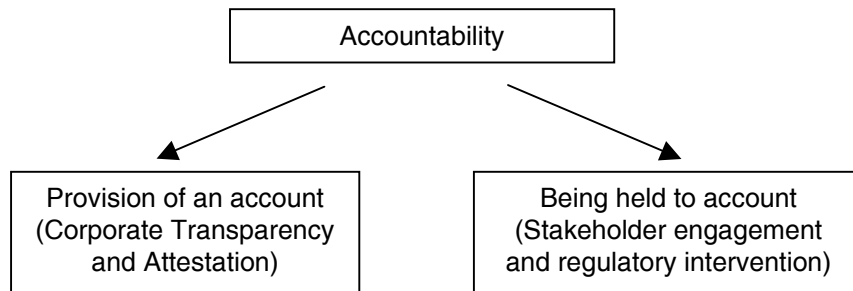 Accountability
Provision of an account
(Corporate Transparency
and Attestation)
Being held to account
(Stakeholder engagement
and regulatory intervention)